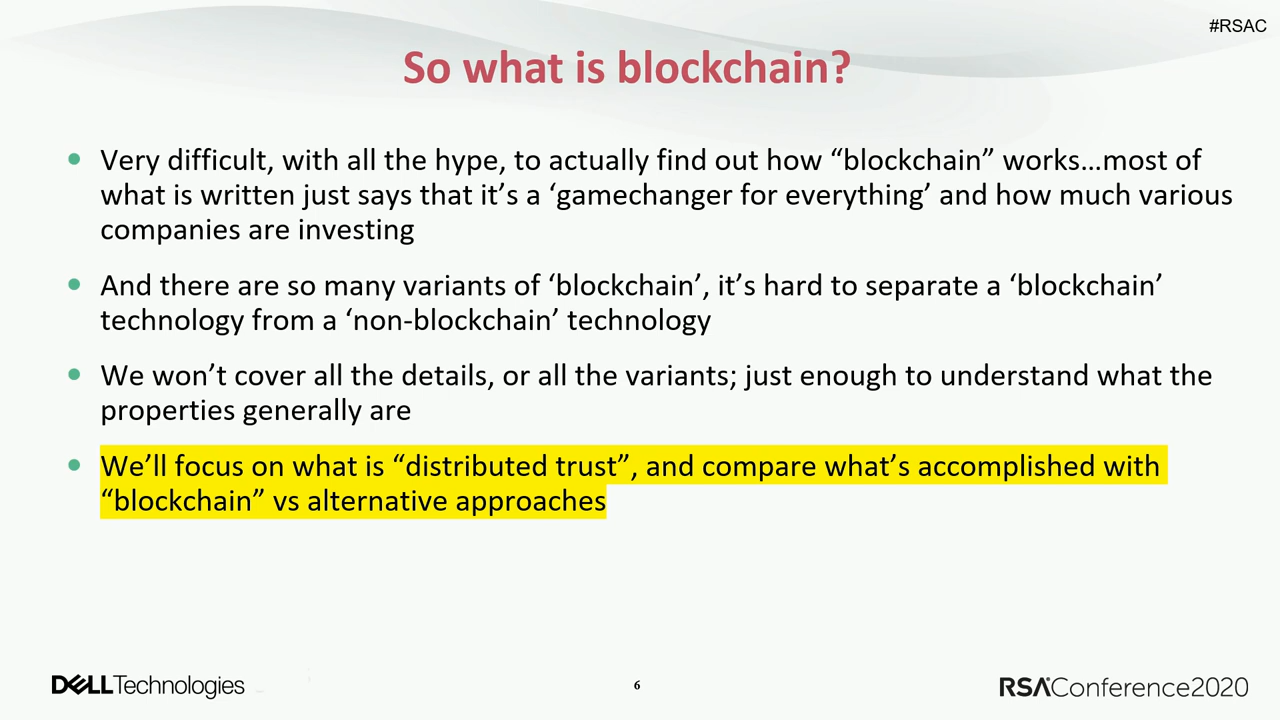 #RSAC
So what is blockchain?
• Very difficult, with all the hype, to actually find out how “blockchain” works…most of
what is written just says that it’s a ‘gamechanger for everything’ and how much various
companies are investing
• And there are so many variants of ‘blockchain’, it’s hard to separate a ‘blockchain’
technology from a ‘non-blockchain’ technology
• We won’t cover all the details, or all the variants; just enough to understand what the
properties generally are
• We’ll focus on what is “distributed trust”, and compare what’s accomplished with
“blockchain” vs alternative approaches
DELLTechnologies
6
RSAConference2020